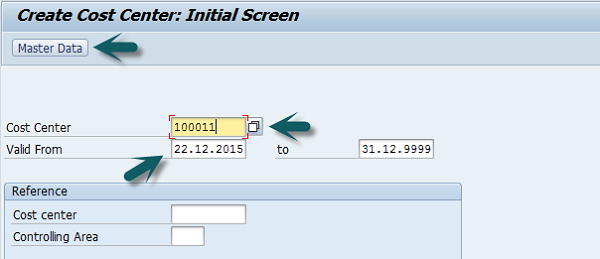 Create Cost Center: Initial Screen
Master Data
Cost Center 100011
Valid From 22.12.2015 to 31.12.9999
Reference
Cost center
Controlling Area